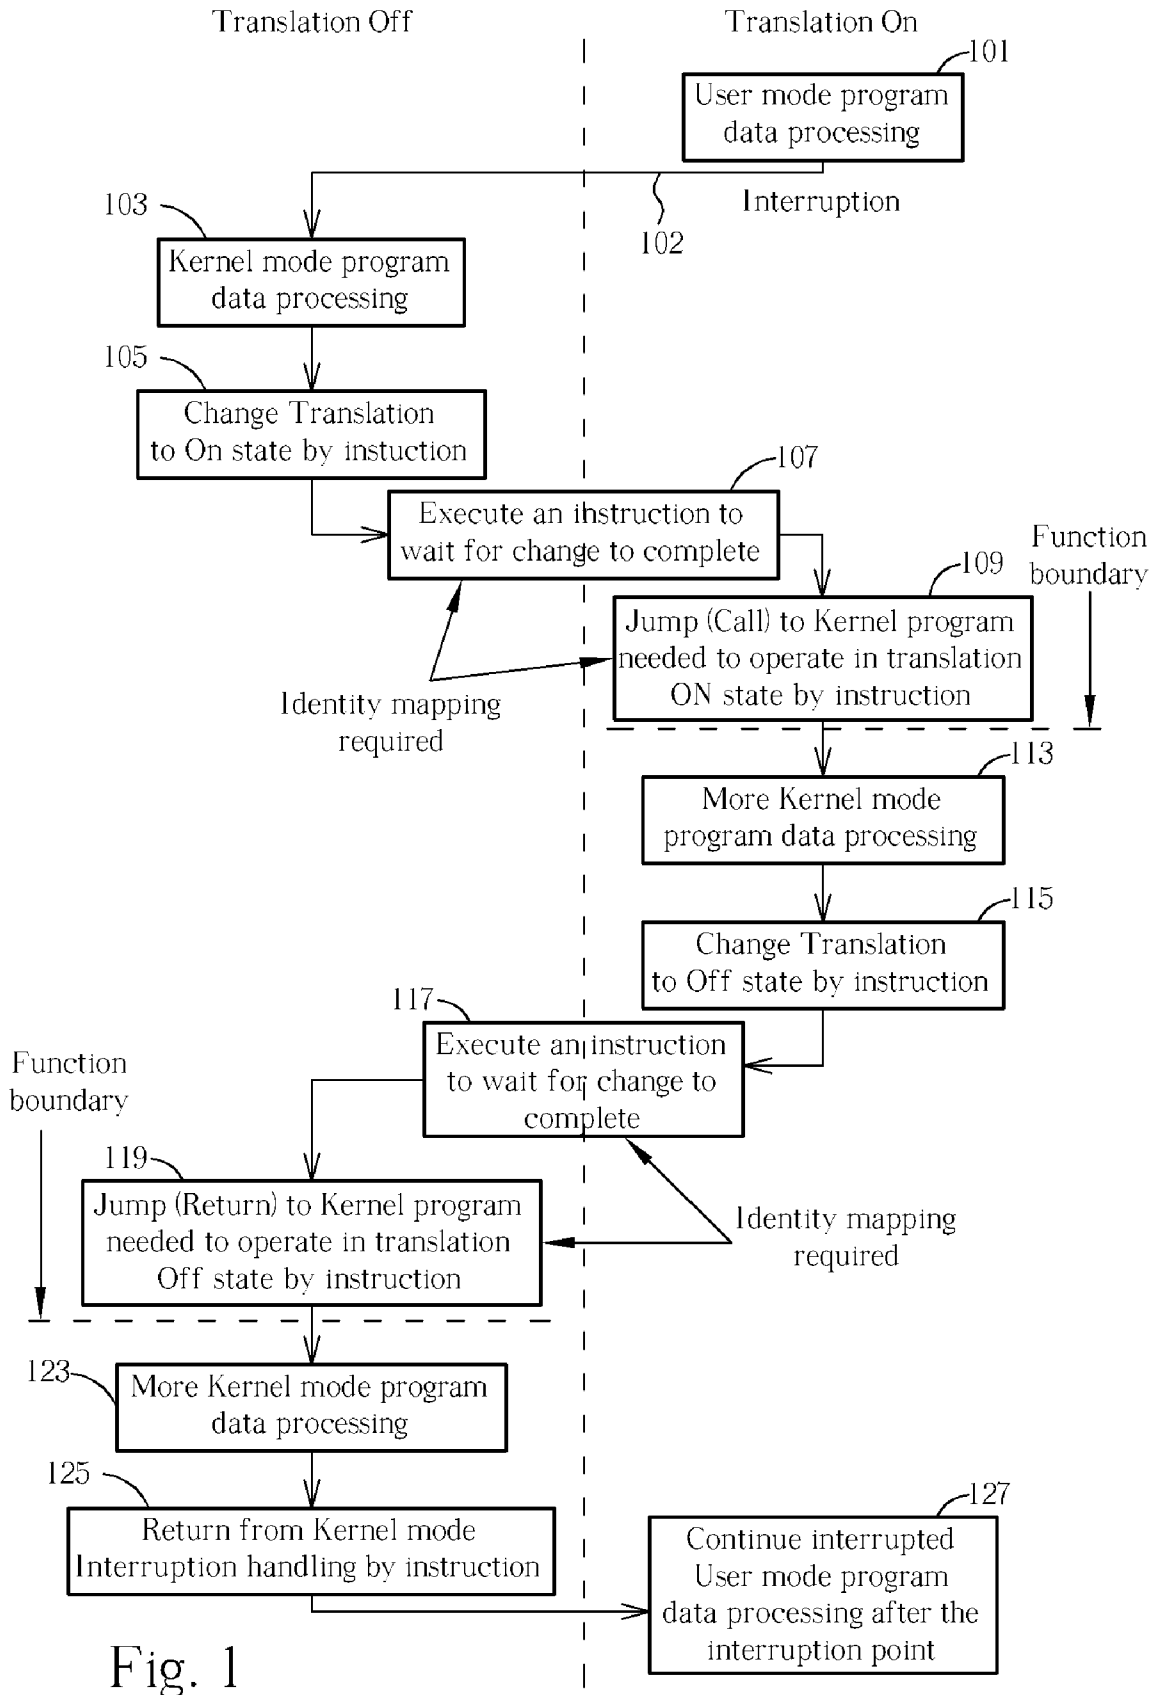 Translation Off
Translation On
101
User mode program
data processing
Interruption
102
103
Kernel mode program
data processing
105
Change Translation
to On state by instuction
107
Execute an instruction to
wait for change to complete
Function
boundary
109
Jump (Call) to Kernel program
needed to operate in translation
ON state by instruction
Identity mapping
required
113
More Kernel mode
program data processing
115
Change Translation
to Off state by instruction
117
Execute an instruction
to wait for change to
complete
Function
boundary
119
Jump (Return) to Kernel program
needed to operate in translation
Off state by instruction
Identity mapping
required
123
More Kernel mode program
data processing
125
Return from Kernel mode
Interruption handling by instruction
127
Continue interrupted
User mode program
data processing after the
interruption point
Fig. 1